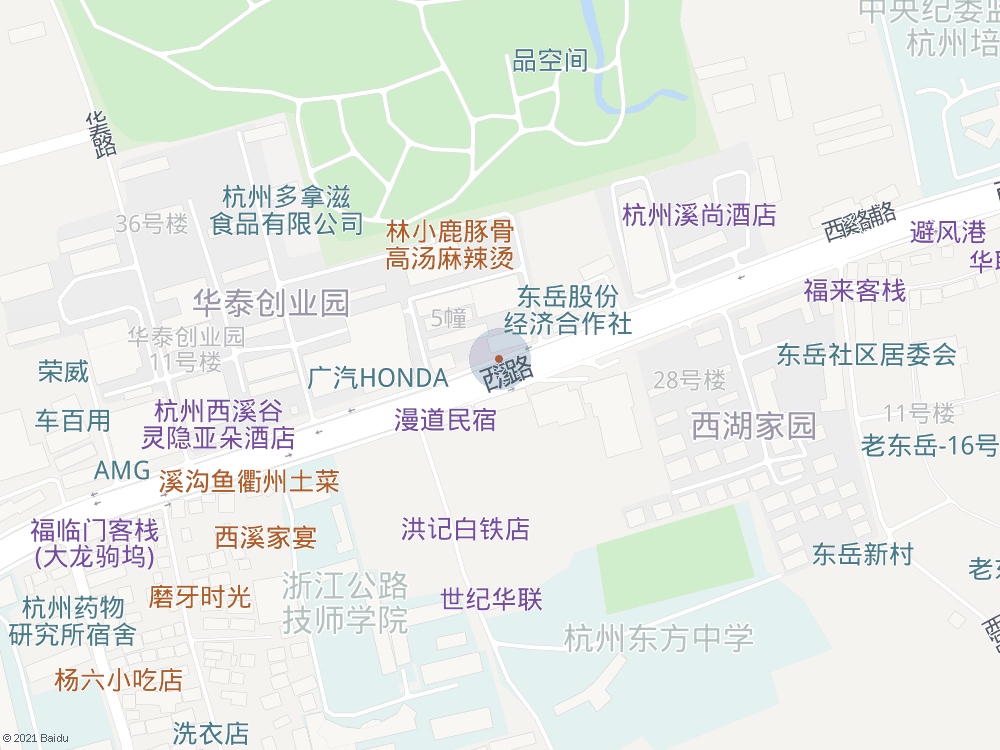 中央纪委监
杭州培
品空间
华泰路
杭州多拿滋
食品有限公司
36号楼
林小鹿豚骨
高汤麻辣烫
杭州溪尚酒店
西溪路辅路
避风港
华联
福来客栈
东岳股份
经济合作社
华泰创业园
5幢
华泰创业园
11号楼
荣威
广汽HONDA
西溪路
28号楼
东岳社区居委会
车百用
杭州西溪谷
灵隐亚朵酒店
漫道民宿
西湖家园
11号楼
老东岳-16号
AMG
溪沟鱼衢州土菜
福临门客栈
(大龙驹坞)
西溪家宴
洪记白铁店
东岳新村
老东
磨牙时光
浙江公路
技师学院
世纪华联
杭州药物
研究所宿舍
杭州东方中学
杨六小吃店
洗衣店
© 2021 Baidu